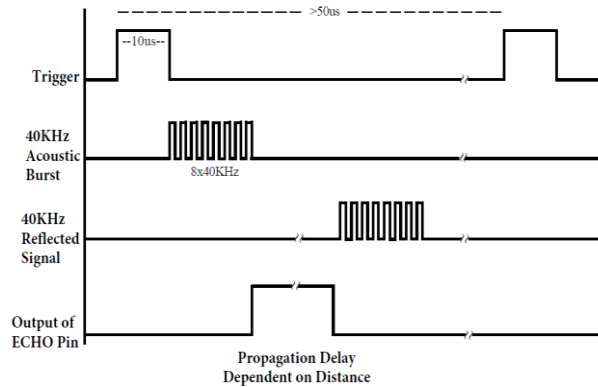 >50us
--10us--
Trigger
40KHz
Acoustic
Burst
8x40KHz
40KHz
Reflected
Signal
Output of
ECHO Pin
Propagation Delay
Dependent on Distance